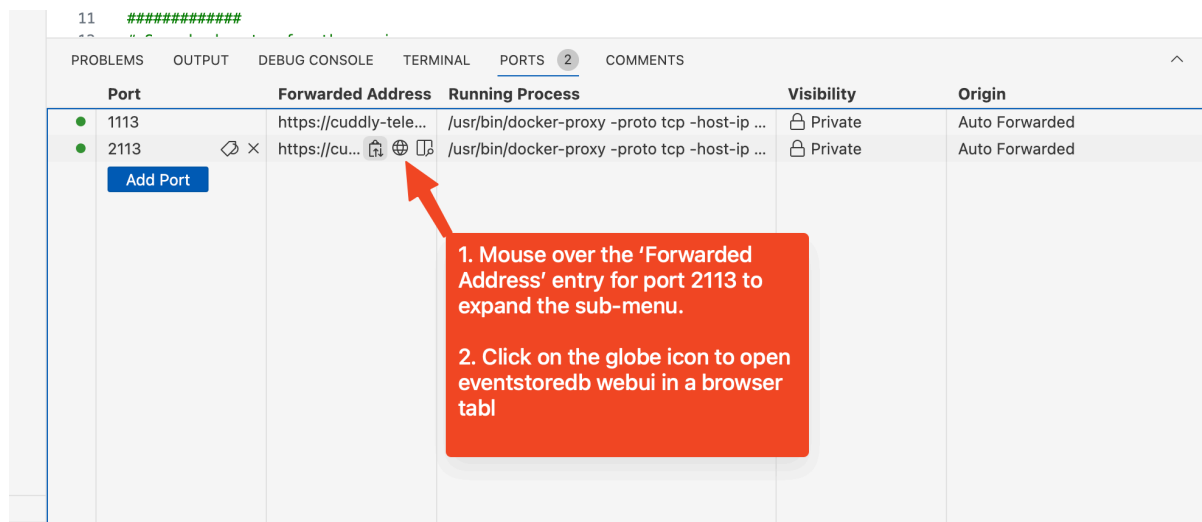 11 #############
PROBLEMS OUTPUT DEBUG CONSOLE TERMINAL PORTS 2 COMMENTS
Port Forwarded Address Running Process Visibility Origin
1113 https://cuddly-tele... /usr/bin/docker-proxy -proto tcp -host-ip ... Private Auto Forwarded
2113 https://cu... /usr/bin/docker-proxy -proto tcp -host-ip ... Private Auto Forwarded
Add Port
1. Mouse over the ‘Forwarded
Address’ entry for port 2113 to
expand the sub-menu.
2. Click on the globe icon to open
eventstoredb webui in a browser
tabl